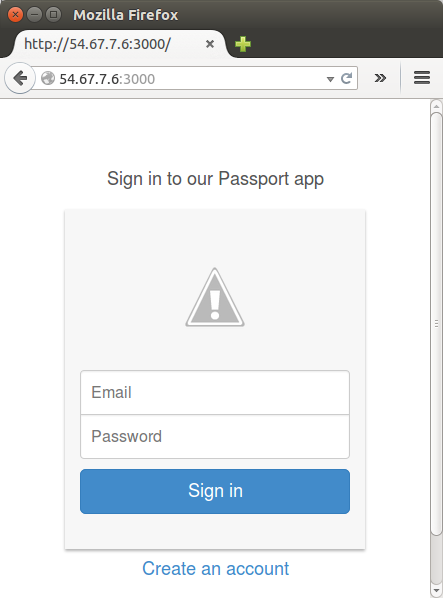 Mozilla Firefox
http://54.67.7.6:3000/
54.67.7.6:3000
Sign in to our Passport app
Email
Password
Sign in
Create an account